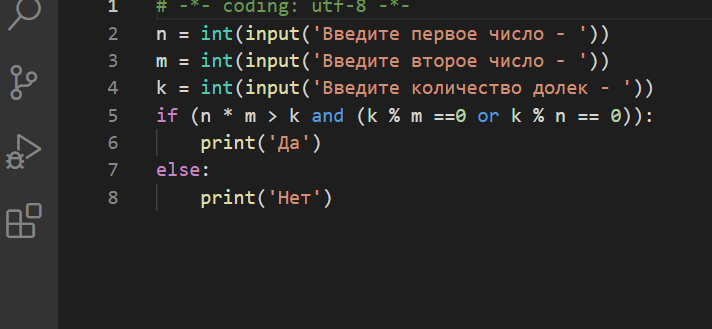 1 # -*- coding: utf-8 -*-
2 n = int(input('Введите первое число - '))
3 m = int(input('Введите второе число - '))
4 k = int(input('Введите количество долек - '))
5 if (n * m > k and (k % m ==0 or k % n == 0)):
6     print('Да')
7 else:
8     print('Нет')